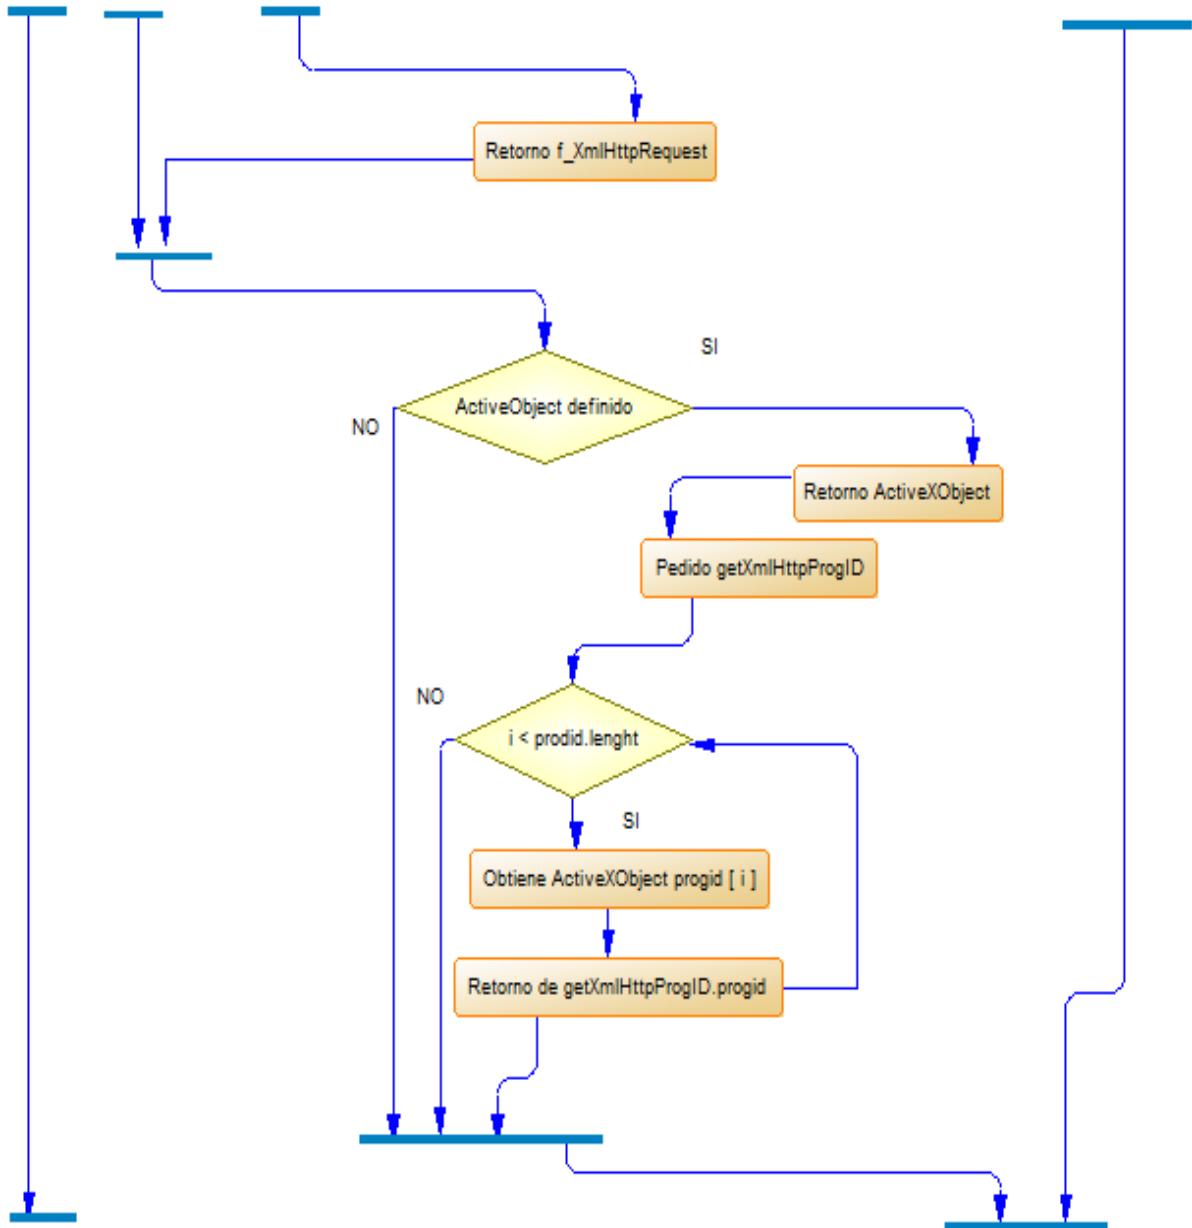 Retorno f_XmlHttpRequest
SI
ActiveObject definido
NO
Retorno ActiveXObject
Pedido getXmlHttpProgID
NO
i < prodid.lenght
SI
Obtiene ActiveXObject progid [ i ]
Retorno de getXmlHttpProgID.progid